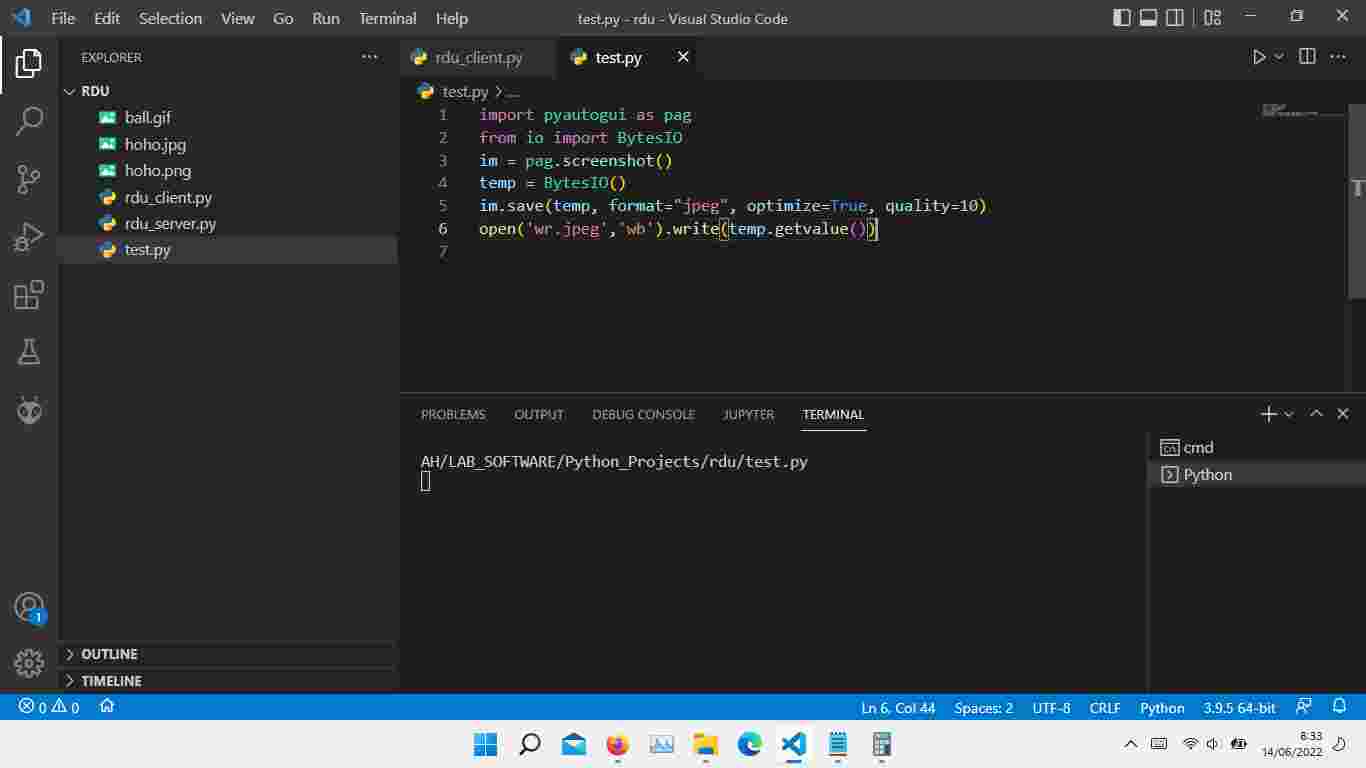 File Edit Selection View Go Run Terminal Help
test.py - rdu - Visual Studio Code
EXPLORER
RDU
ball.gif
hoho.jpg
hoho.png
rdu_client.py
rdu_server.py
test.py
OUTLINE
TIMELINE
rdu_client.py test.py
test.py > ...
1 import pyautogui as pag
2 from io import BytesIO
3 im = pag.screenshot()
4 temp = BytesIO()
5 im.save(temp, format="jpeg", optimize=True, quality=10)
6 open('wr.jpeg','wb').write(temp.getvalue())
7
PROBLEMS OUTPUT DEBUG CONSOLE JUPYTER TERMINAL
AH/LAB_SOFTWARE/Python_Projects/rdu/test.py
cmd
Python
1
0 0
Ln 6, Col 44 Spaces: 2 UTF-8 CRLF Python 3.9.5 64-bit
8:33
14/06/2022